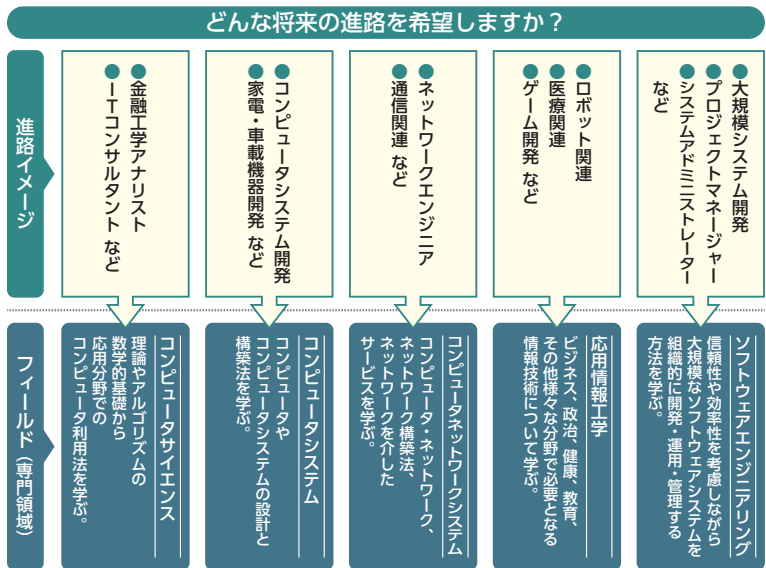 どんな将来の進路を希望しますか？
進路イメージ
●金融工学アナリスト
●ITコンサルタント など
●コンピュータシステム開発
●家電・車載機器開発 など
●ネットワークエンジニア
●通信関連 など
●ロボット関連
●医療関連
●ゲーム開発 など
●大規模システム開発
●プロジェクトマネージャー
●システムアドミニストレーター
など
フィールド（専門領域）
コンピュータサイエンス
理論やアルゴリズムの
数学的基礎から
応用分野での
コンピュータ利用法を学ぶ。
コンピュータシステム
コンピュータや
コンピュータシステムの設計と
構築法を学ぶ。
コンピュータネットワークシステム
コンピュータ・ネットワーク、
ネットワーク構築法、
ネットワークを介した
サービスを学ぶ。
応用情報工学
ビジネス、政治、健康、教育、
その他様々な分野で必要となる
情報技術について学ぶ。
ソフトウェアエンジニアリング
信頼性や効率性を考慮しながら
大規模なソフトウェアシステムを
組織的に開発・運用・管理する
方法を学ぶ。